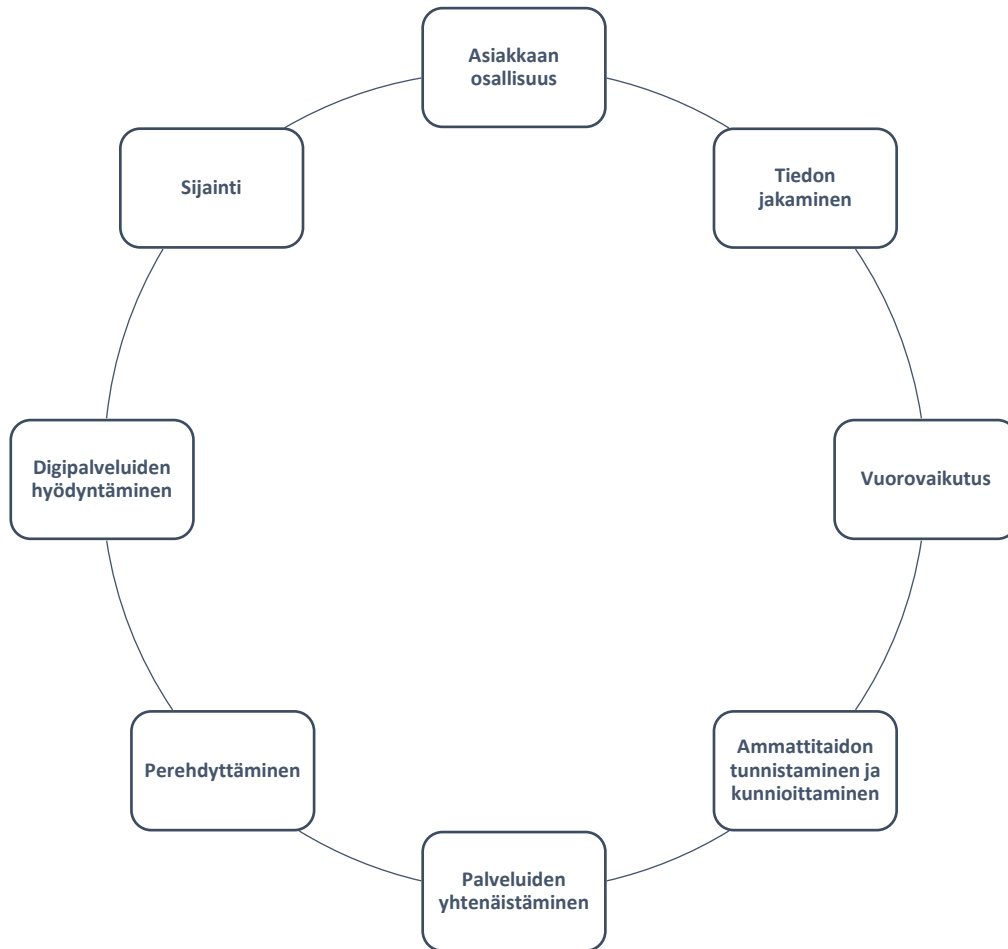 Asiakkaan
osallisuus
Tiedon
jakaminen
Vuorovaikutus
Ammattitaidon
tunnistaminen ja
kunnioittaminen
Palveluiden
yhtenäistäminen
Perehdyttäminen
Digipalveluiden
hyödyntäminen
Sijainti